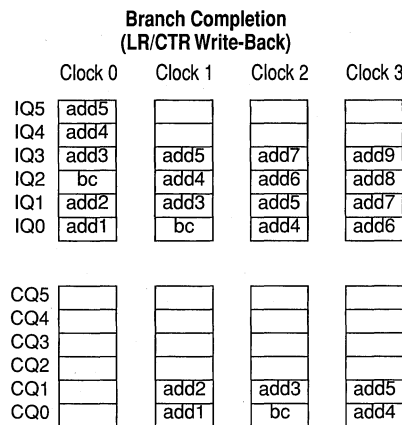 Branch Completion
(LR/CTR Write-Back)
Clock 0 Clock 1 Clock 2 Clock 3
IQ5 add5
IQ4 add4
IQ3 add3 add5 add7 add9
IQ2 bc add4 add6 add8
IQ1 add2 add3 add5 add7
IQ0 add1 bc add4 add6
CQ5
CQ4
CQ3
CQ2
CQ1 add2 add3 add5
CQ0 add1 bc add4